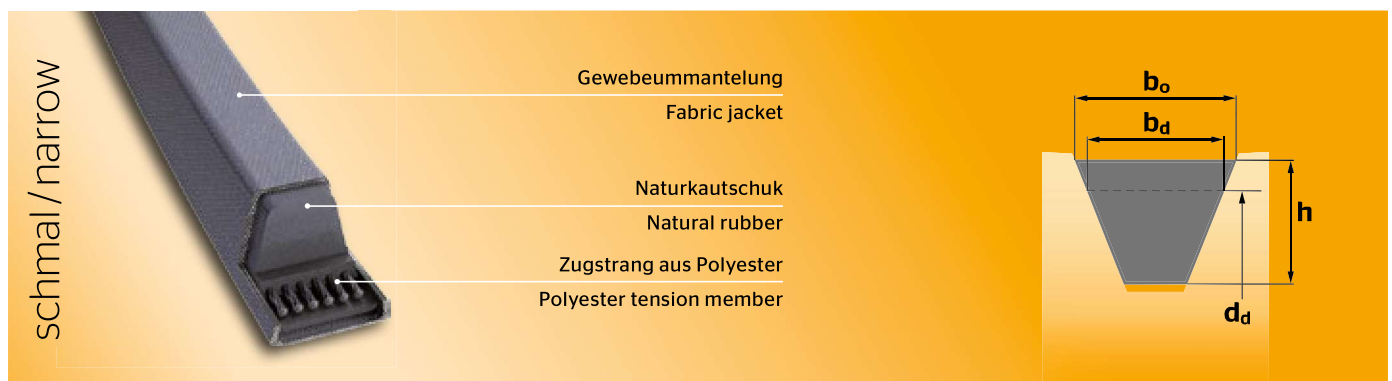 schmal / narrow
Gewebeummantelung
Fabric jacket
Naturkautschuk
Natural rubber
Zugstrang aus Polyester
Polyester tension member
bo
bd
h
dd